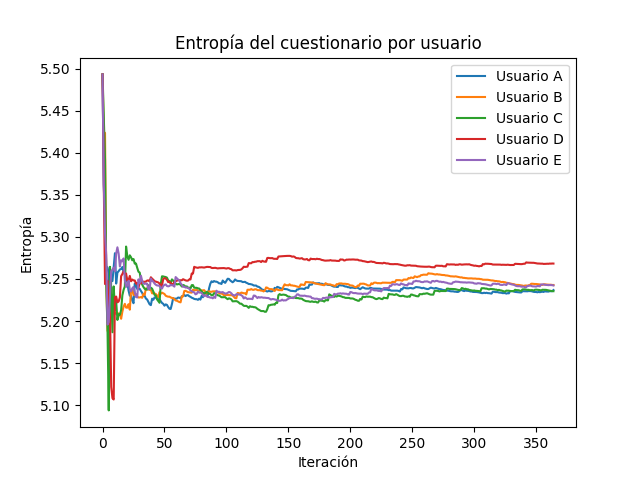 Entropía del cuestionario por usuario
Usuario A
Usuario B
Usuario C
Usuario D
Usuario E
Entropía
5.50
5.45
5.40
5.35
5.30
5.25
5.20
5.15
5.10
0 50 100 150 200 250 300 350
Iteración